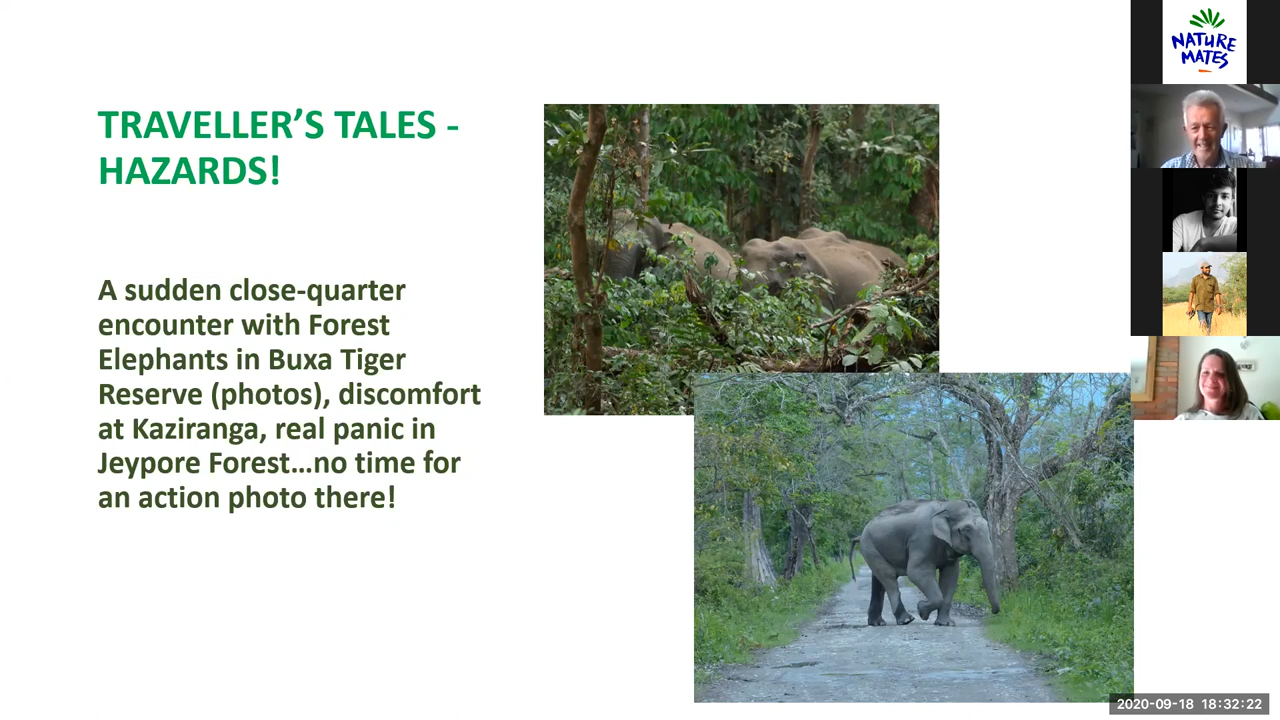 TRAVELLER’S TALES -
HAZARDS!
A sudden close-quarter
encounter with Forest
Elephants in Buxa Tiger
Reserve (photos), discomfort
at Kaziranga, real panic in
Jeypore Forest…no time for
an action photo there!
NATURE
MATES
2020-09-18 18:32:22